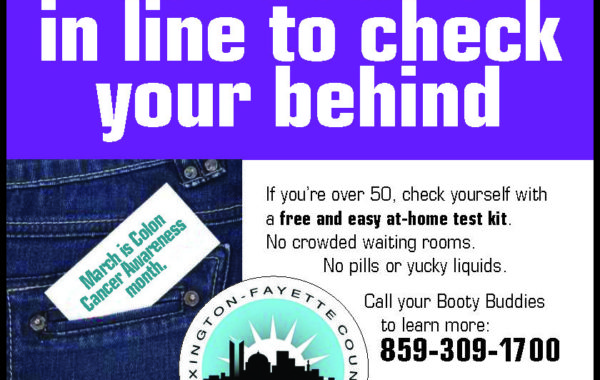 in line to check
your behind
March is Colon
Cancer Awareness
month.
If you're over 50, check yourself with
a free and easy at-home test kit.
No crowded waiting rooms.
No pills or yucky liquids.
XINGTON-FAYETTE COUN
Call your Booty Buddies
to learn more:
859-309-1700